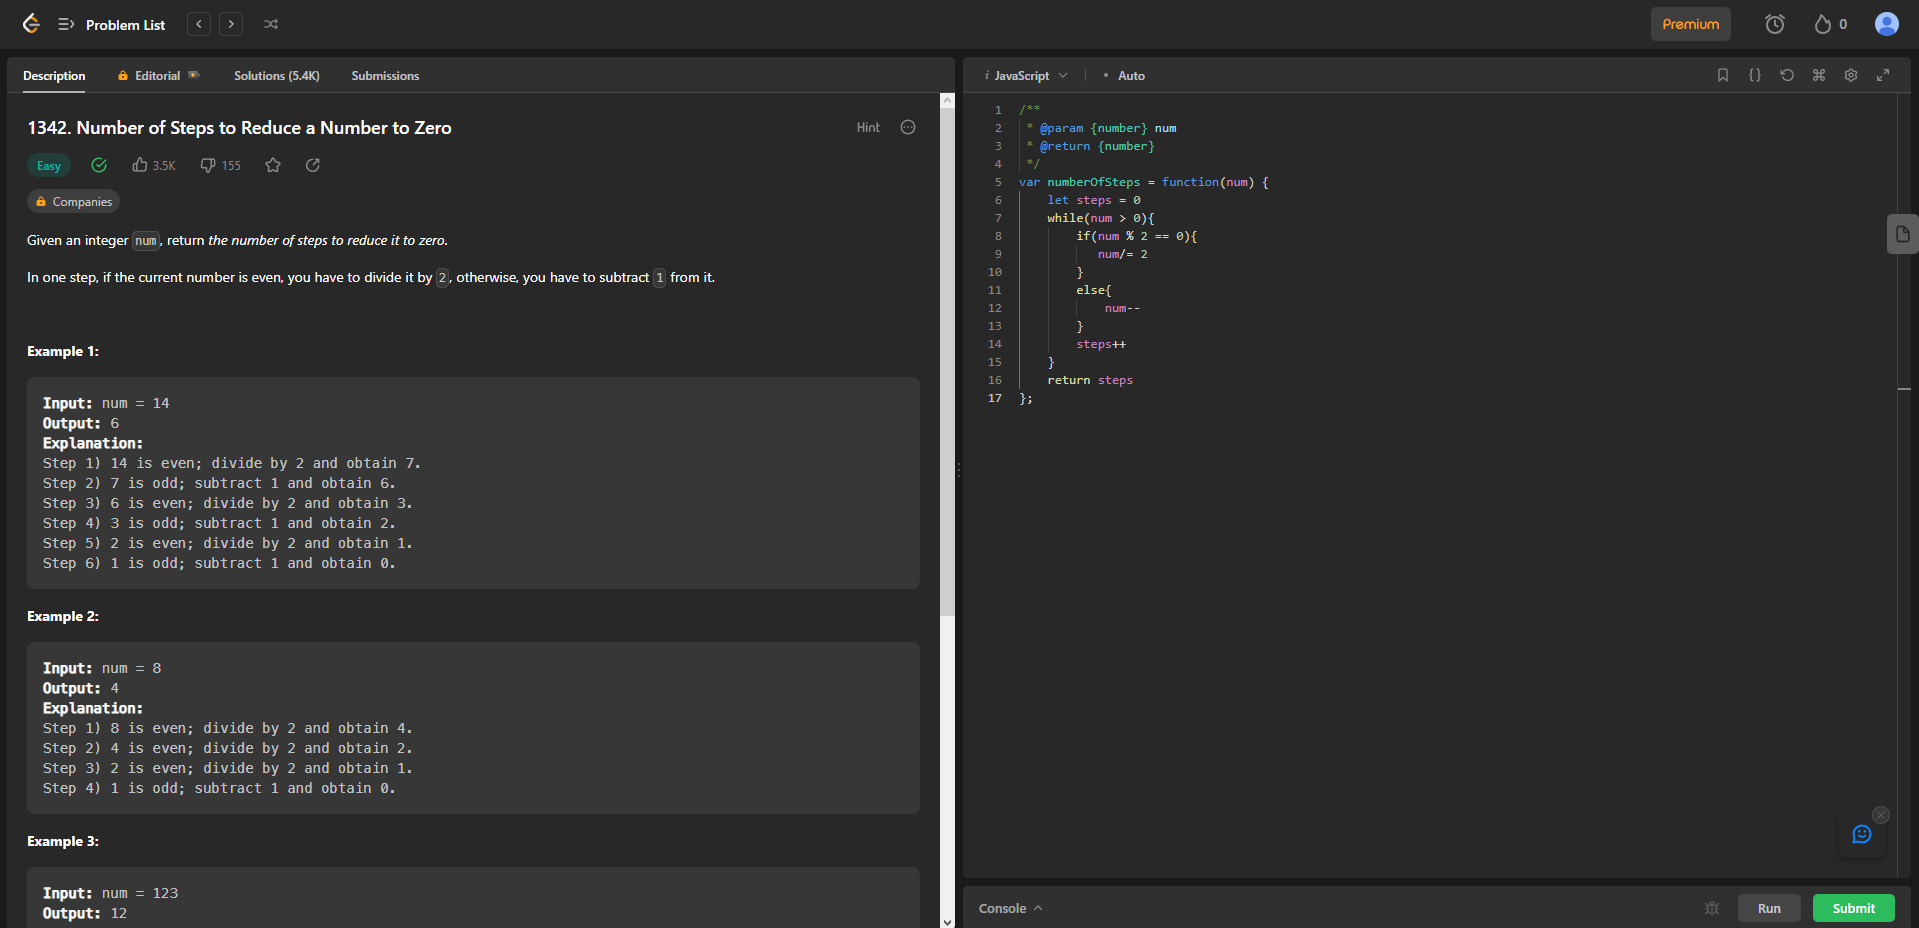 Problem List
Premium
0
Description
Editorial
Solutions (5.4K)
Submissions
1342. Number of Steps to Reduce a Number to Zero
Hint
Easy
3.5K
155
Companies
Given an integer num, return the number of steps to reduce it to zero.
In one step, if the current number is even, you have to divide it by 2, otherwise, you have to subtract 1 from it.
Example 1:
Input: num = 14
Output: 6
Explanation:
Step 1) 14 is even; divide by 2 and obtain 7.
Step 2) 7 is odd; subtract 1 and obtain 6.
Step 3) 6 is even; divide by 2 and obtain 3.
Step 4) 3 is odd; subtract 1 and obtain 2.
Step 5) 2 is even; divide by 2 and obtain 1.
Step 6) 1 is odd; subtract 1 and obtain 0.
Example 2:
Input: num = 8
Output: 4
Explanation:
Step 1) 8 is even; divide by 2 and obtain 4.
Step 2) 4 is even; divide by 2 and obtain 2.
Step 3) 2 is even; divide by 2 and obtain 1.
Step 4) 1 is odd; subtract 1 and obtain 0.
Example 3:
Input: num = 123
Output: 12
i JavaScript
• Auto
1 /**
2 * @param {number} num
3 * @return {number}
4 */
5 var numberOfSteps = function(num) {
6 let steps = 0
7 while(num > 0){
8 if(num % 2 == 0){
9 num/= 2
10 }
11 else{
12 num--
13 }
14 steps++
15 }
16 return steps
17 };
Console
Run
Submit